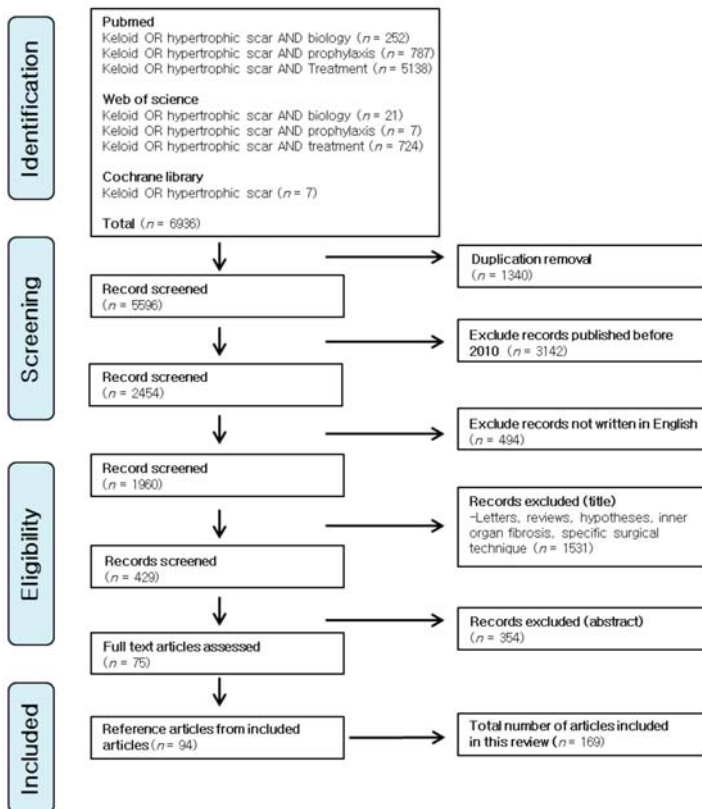 Identification
Pubmed
Keloid OR hypertrophic scar AND biology (n = 252)
Keloid OR hypertrophic scar AND prophylaxis (n = 787)
Keloid OR hypertrophic scar AND Treatment (n = 5138)
Web of science
Keloid OR hypertrophic scar AND biology (n = 21)
Keloid OR hypertrophic scar AND prophylaxis (n = 7)
Keloid OR hypertrophic scar AND treatment (n = 724)
Cochrane library
Keloid OR hypertrophic scar (n = 7)
Total (n = 6936)
Screening
Duplication removal
(n = 1340)
Record screened
(n = 5596)
Exclude records published before
2010 (n = 3142)
Record screened
(n = 2454)
Exclude records not written in English
(n = 494)
Eligibility
Record screened
(n = 1960)
Records excluded (title)
-Letters, reviews, hypotheses, inner
organ fibrosis, specific surgical
technique (n = 1531)
Records screened
(n = 429)
Records excluded (abstract)
(n = 354)
Full text articles assessed
(n = 75)
Included
Reference articles from included
articles (n = 94)
Total number of articles included
in this review (n = 169)